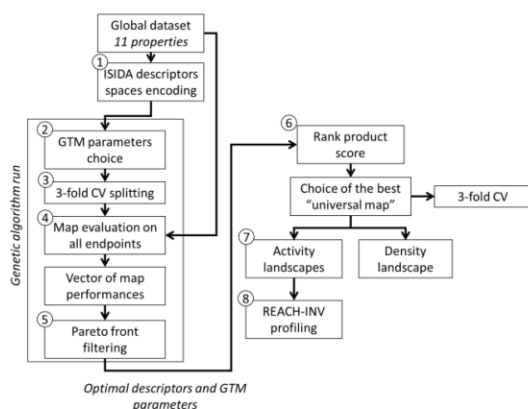 Global dataset
11 properties
1
ISIDA descriptors
spaces encoding
Genetic algorithm run
2
GTM parameters
choice
3
3-fold CV splitting
4
Map evaluation on
all endpoints
Vector of map
performances
5
Pareto front
filtering
Optimal descriptors and GTM
parameters
6
Rank product
score
Choice of the best
“universal map”
3-fold CV
7
Activity
landscapes
Density
landscape
8
REACH-INV
profiling